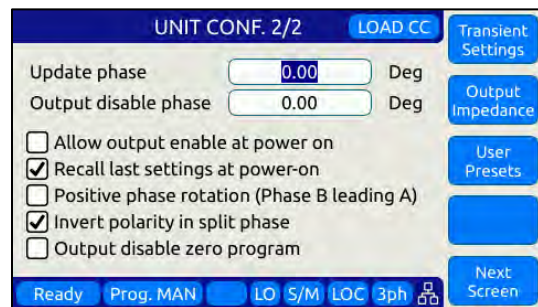 UNIT CONF. 2/2
LOAD CC
Transient
Settings
Update phase 0.00 Deg
Output disable phase 0.00 Deg
Output
Impedance
Allow output enable at power on
Recall last settings at power-on
User
Presets
Positive phase rotation (Phase B leading A)
Invert polarity in split phase
Output disable zero program
Next
Screen
Ready Prog. MAN LO S/M LOC 3ph